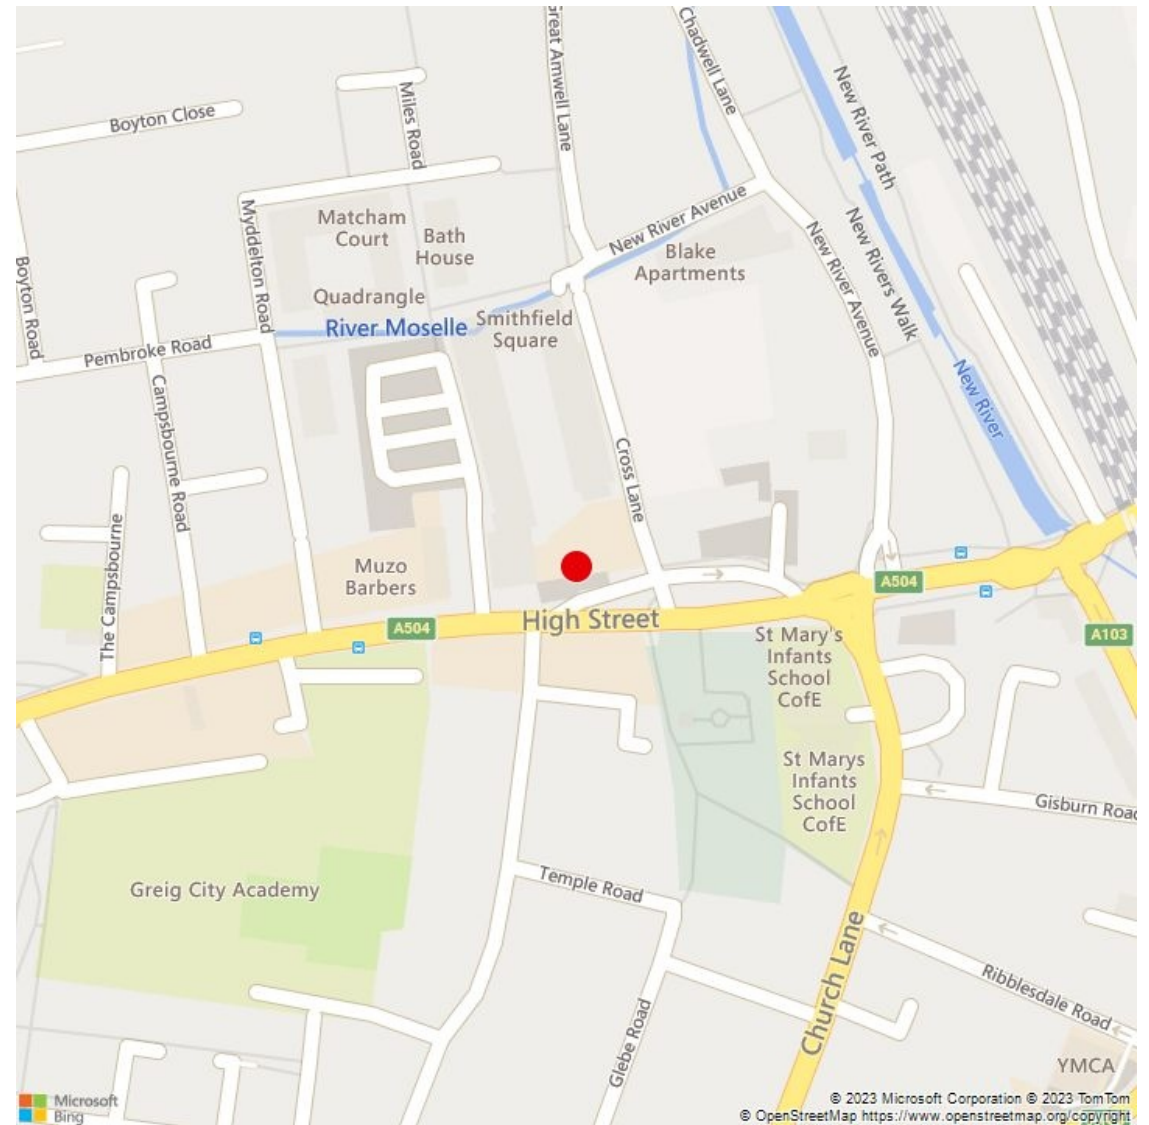 Great Amwell Lane
Chadwell Lane
New River Path
Miles Road
Boyton Close
Myddelton Road
Matcham
Court
Bath
House
New River Avenue
Blake
Apartments
New River Avenue
New Rivers Walk
Boyton Road
Quadrangle
River Moselle
Smithfield
Square
Pembroke Road
Campsbourne Road
New River
Cross Lane
The Campsbourne
Muzo
Barbers
A504
High Street
A504
A103
St Mary's
Infants
School
CofE
St Marys
Infants
School
CofE
Gisburn Road
Greig City Academy
Temple Road
Church Lane
Ribblesdale Road
Glebe Road
YMCA
Microsoft
Bing
© 2023 Microsoft Corporation © 2023 TomTom
© OpenStreetMap https://www.openstreetmap.org/copyright